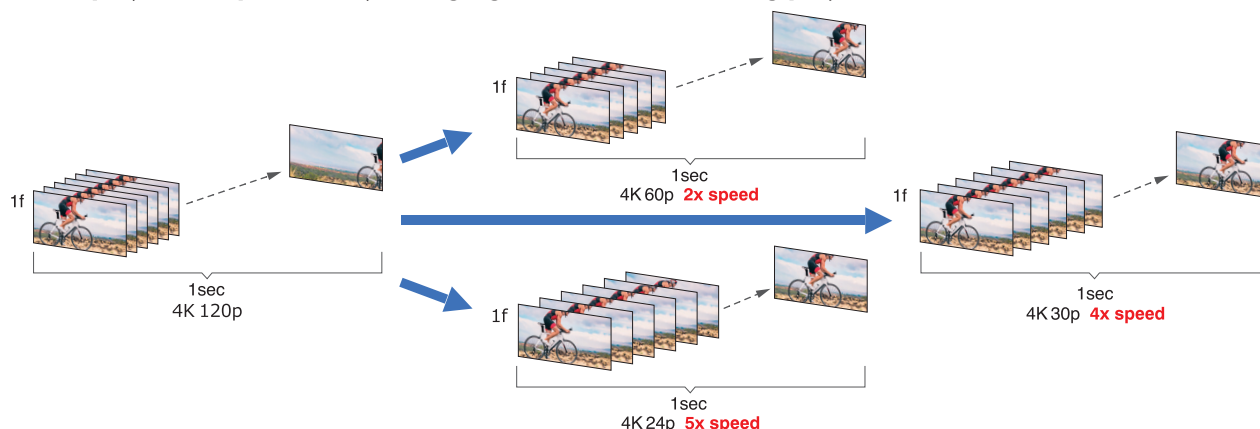 1f
1sec
4K 120p
1f
1sec
4K 60p 2x speed
1f
1sec
4K 24p 5x speed
1f
1sec
4K 30p 4x speed